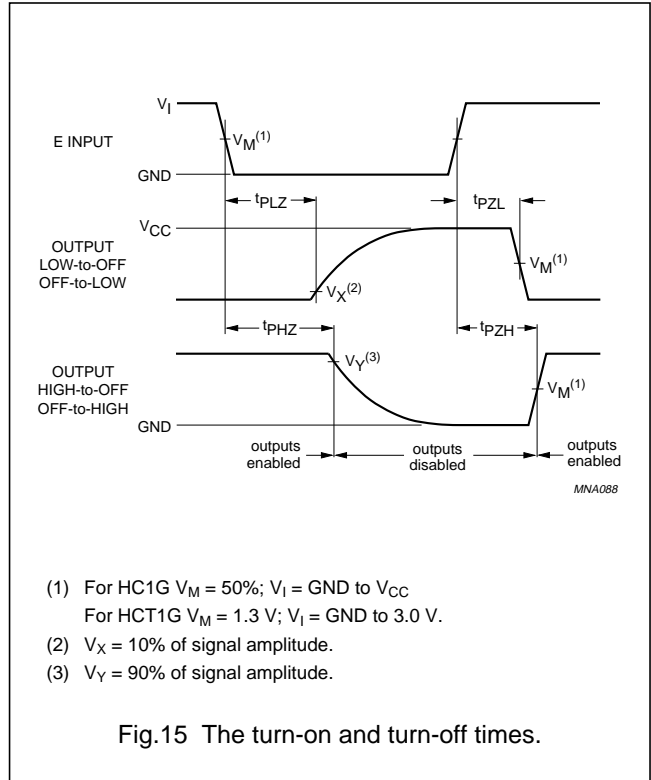 V_I
E INPUT
V_M(1)
GND
t_PLZ
t_PZL
V_CC
OUTPUT
LOW-to-OFF
OFF-to-LOW
V_M(1)
V_X(2)
t_PHZ
t_PZH
V_Y(3)
OUTPUT
HIGH-to-OFF
OFF-to-HIGH
V_M(1)
GND
outputs
enabled
outputs
disabled
outputs
enabled
MNA088
(1) For HC1G V_M = 50%; V_I = GND to V_CC
For HCT1G V_M = 1.3 V; V_I = GND to 3.0 V.
(2) V_X = 10% of signal amplitude.
(3) V_Y = 90% of signal amplitude.
Fig.15 The turn-on and turn-off times.